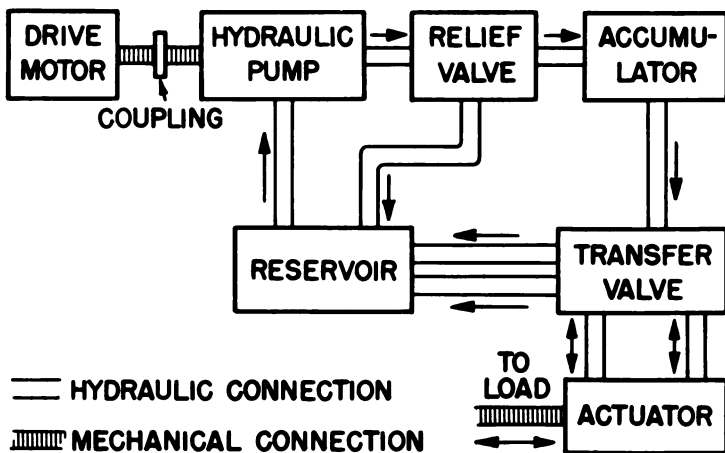 DRIVE
MOTOR
HYDRAULIC
PUMP
RELIEF
VALVE
ACCUMU-
LATOR
COUPLING
RESERVOIR
TRANSFER
VALVE
TO
LOAD
ACTUATOR
HYDRAULIC CONNECTION
MECHANICAL CONNECTION